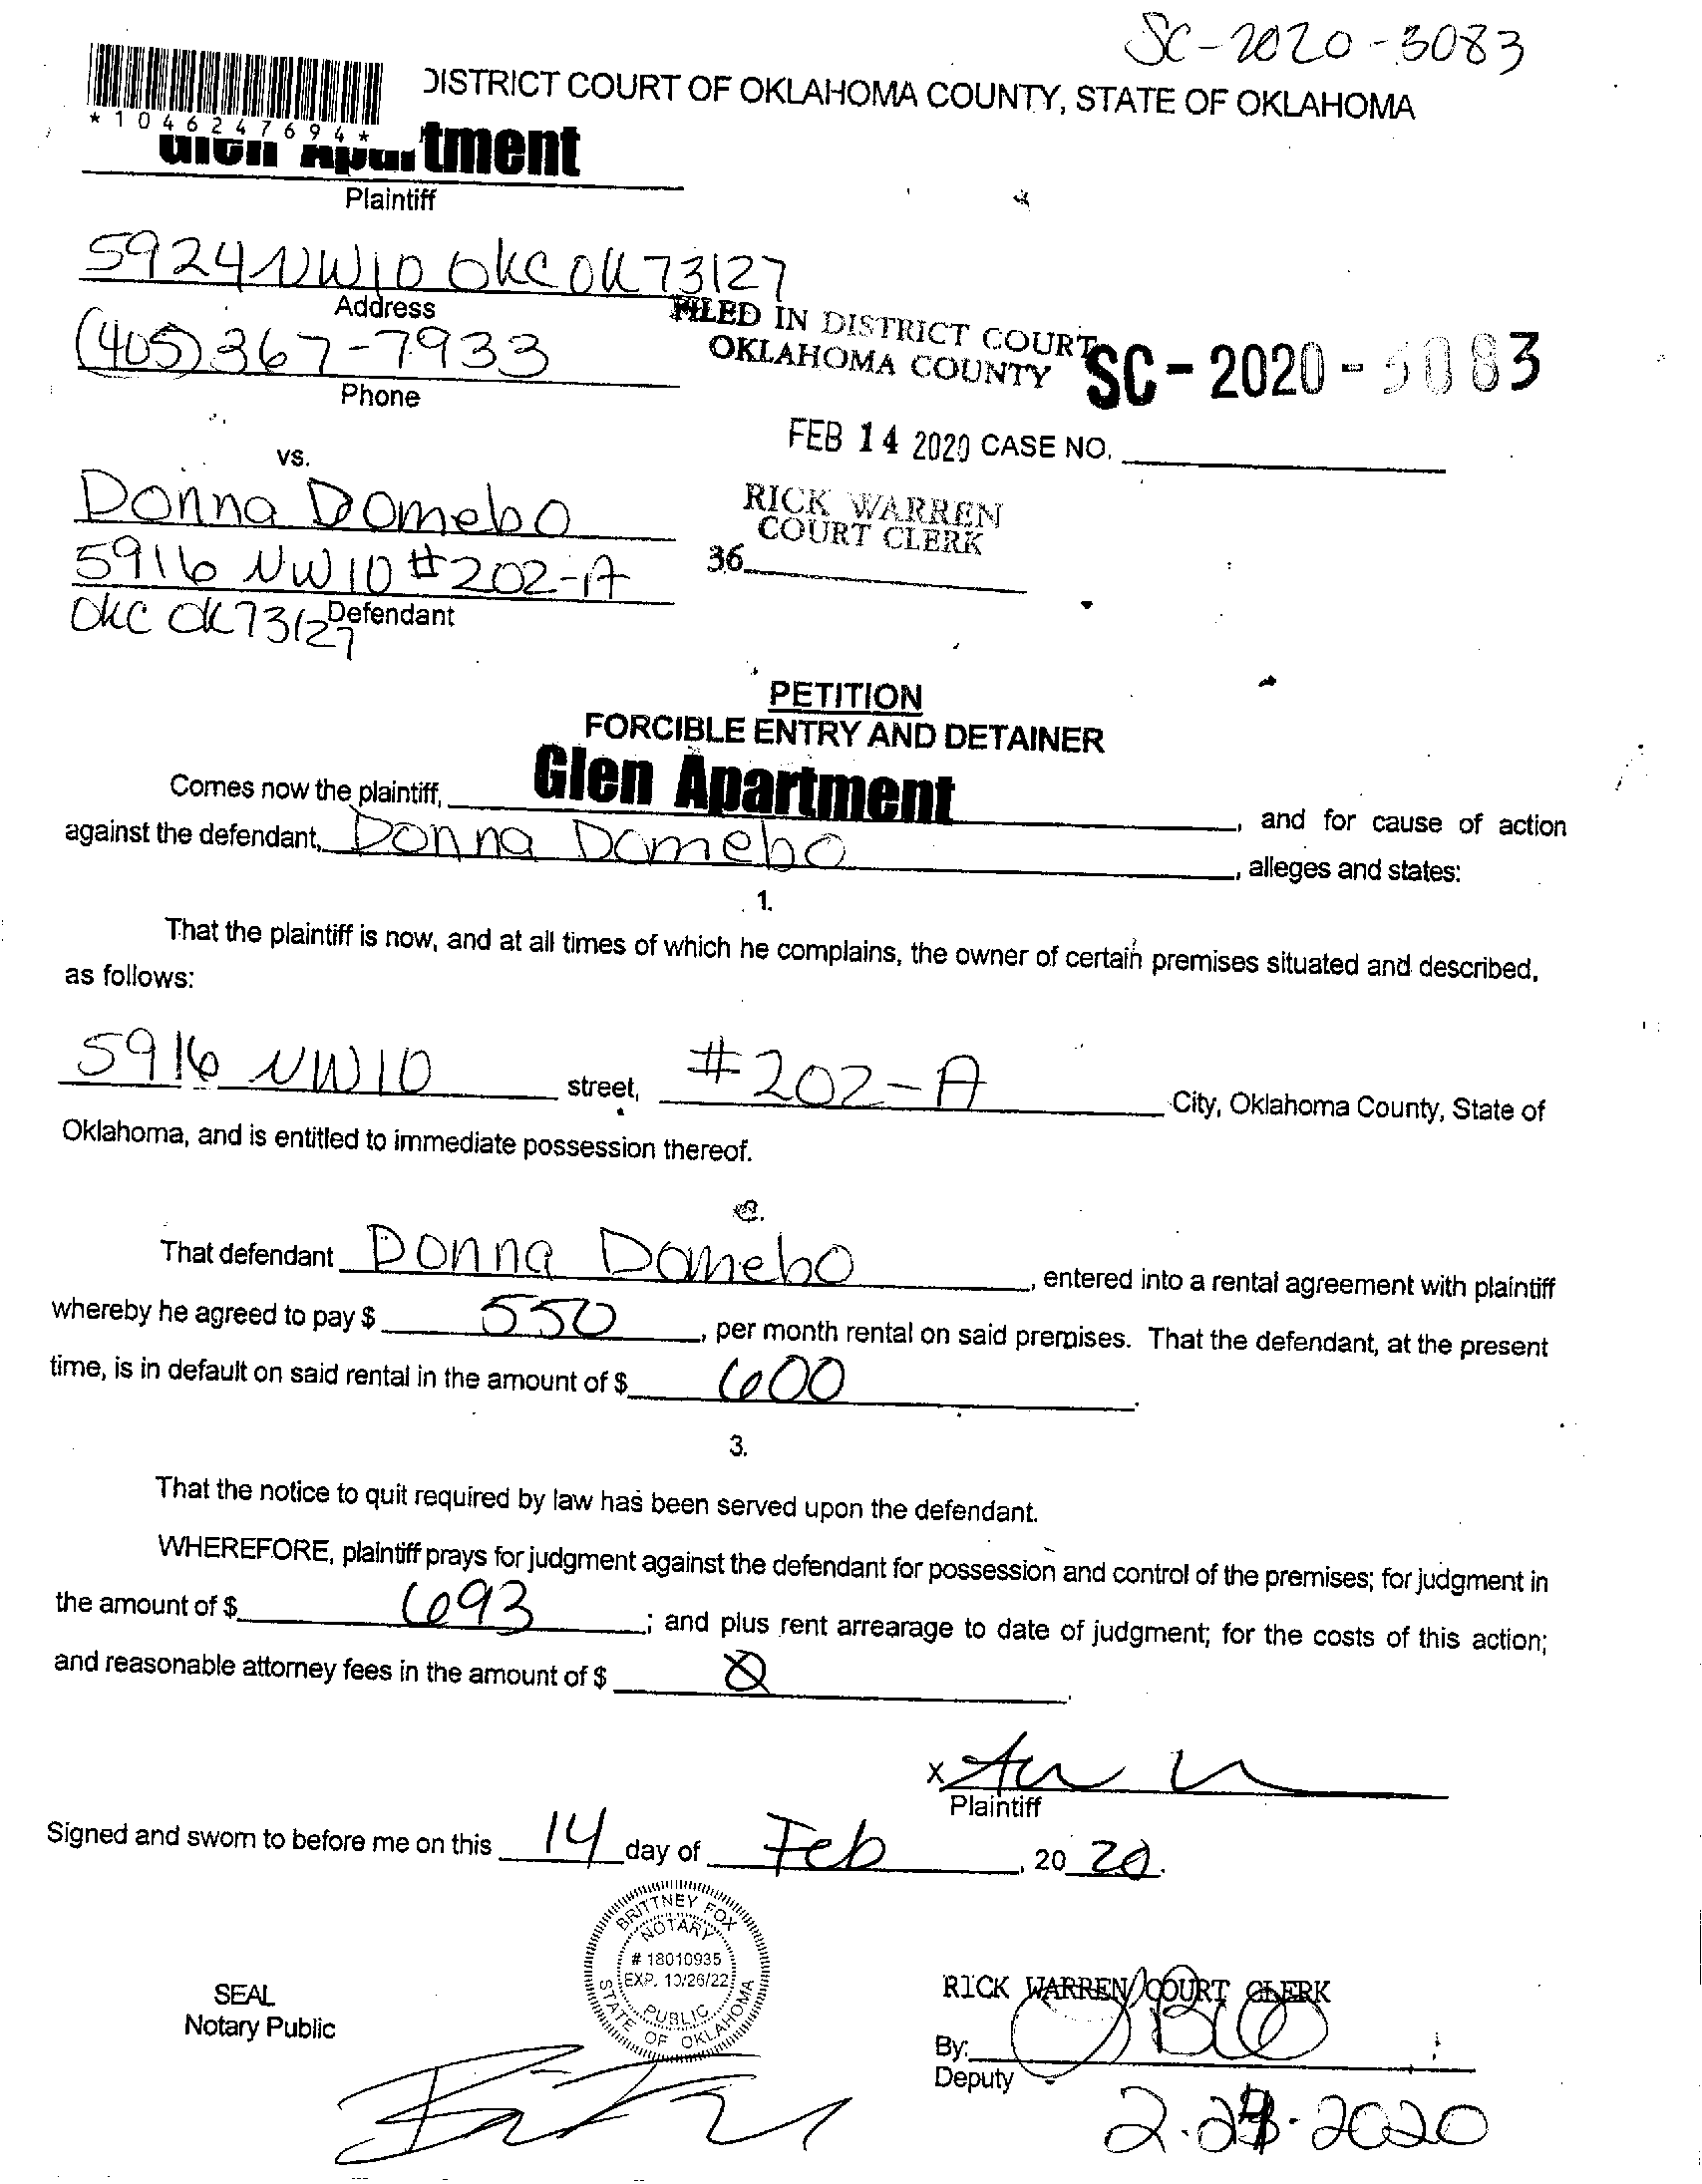 SC-2020-3083
DISTRICT COURT OF OKLAHOMA COUNTY, STATE OF OKLAHOMA
*1046247694*
Glen Apartment
Plaintiff
5924 NW 10 OKC OK 73127
Address
(405) 367-7933
Phone
FILED IN DISTRICT COURT
OKLAHOMA COUNTY
SC-2020-3083
FEB 14 2020 CASE NO.
vs.
Donna Domebo
5916 NW 10 #202-A
OKC OK 73127
Defendant
RICK WARREN
COURT CLERK
36
PETITION
FORCIBLE ENTRY AND DETAINER
Comes now the plaintiff, Glen Apartment, and for cause of action
against the defendant, Donna Domebo, alleges and states:
1.
That the plaintiff is now, and at all times of which he complains, the owner of certain premises situated and described,
as follows:
5916 NW 10 street, #202-A City, Oklahoma County, State of
Oklahoma, and is entitled to immediate possession thereof.
That defendant Donna Domebo, entered into a rental agreement with plaintiff
whereby he agreed to pay $ 550, per month rental on said premises. That the defendant, at the present
time, is in default on said rental in the amount of $ 600.
3.
That the notice to quit required by law has been served upon the defendant.
WHEREFORE, plaintiff prays for judgment against the defendant for possession and control of the premises; for judgment in
the amount of $ 693; and plus rent arrearage to date of judgment; for the costs of this action;
and reasonable attorney fees in the amount of $ 0.
X
Plaintiff
Signed and sworn to before me on this 14 day of Feb, 2020.
BRITTNEY FOX
NOTARY
# 18010935
EXP. 10/26/22
PUBLIC
STATE OF OKLAHOMA
SEAL
Notary Public
RICK WARREN, COURT CLERK
By:
Deputy